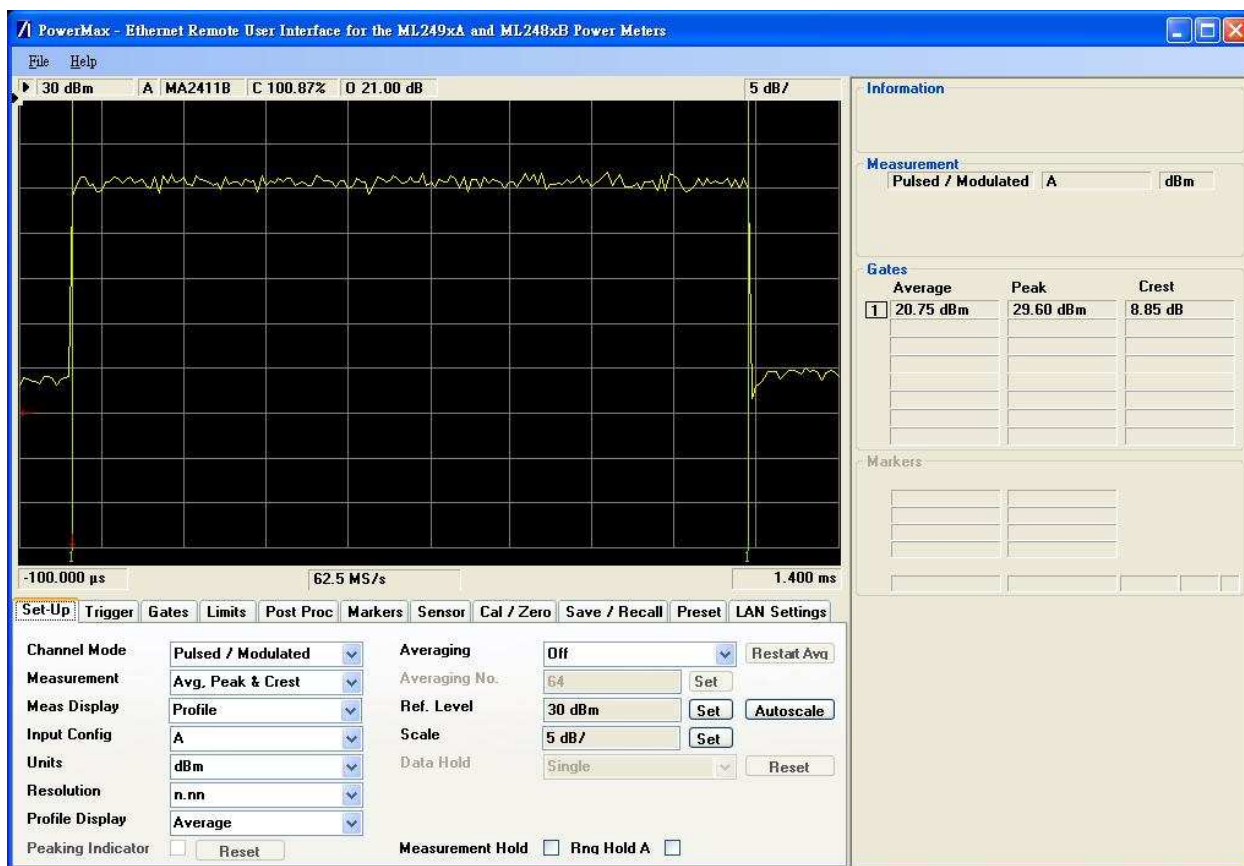 PowerMax - Ethernet Remote User Interface for the ML249xA and ML248xB Power Meters
File Help
30 dBm A MA2411B C 100.87% O 21.00 dB 5 dB/
1 1
-100.000 µs 62.5 MS/s 1.400 ms
Set-Up Trigger Gates Limits Post Proc Markers Sensor Cal / Zero Save / Recall Preset LAN Settings
Channel Mode Pulsed / Modulated Averaging Off Restart Avg
Measurement Avg, Peak & Crest Averaging No. 64 Set
Meas Display Profile Ref. Level 30 dBm Set Autoscale
Input Config A Scale 5 dB/ Set
Units dBm Data Hold Single Reset
Resolution n.nn
Profile Display Average
Peaking Indicator Reset Measurement Hold Rng Hold A
Information
Measurement
Pulsed / Modulated A dBm
Gates
Average Peak Crest
1 20.75 dBm 29.60 dBm 8.85 dB
Markers